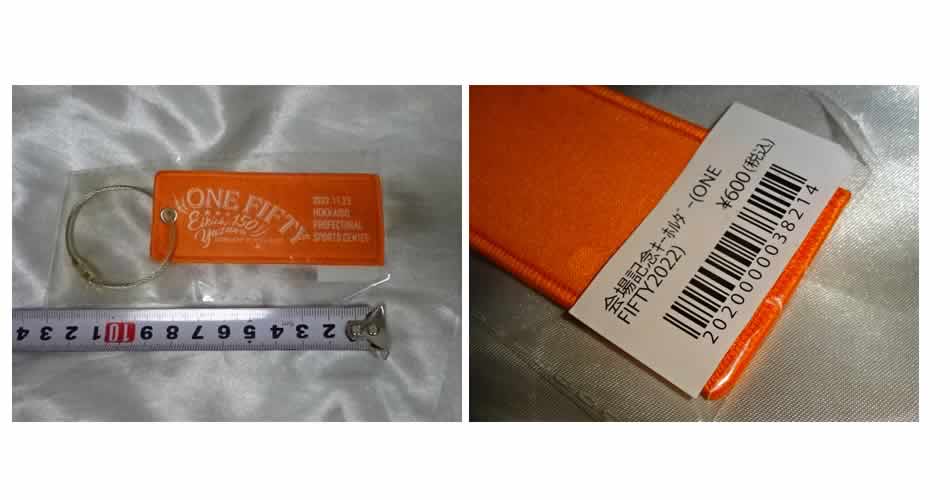 ONE FIFTY
Eikichi 150
Yazawa
2022.11.23
HOKKAIDO
PREFECTURAL
SPORTS CENTER
2 3 4 5 6 7 8 9 10 11 2 3 4
会場記念キーホルダー(ONE
FIFTY2022)
¥600(税込)
2020000038214